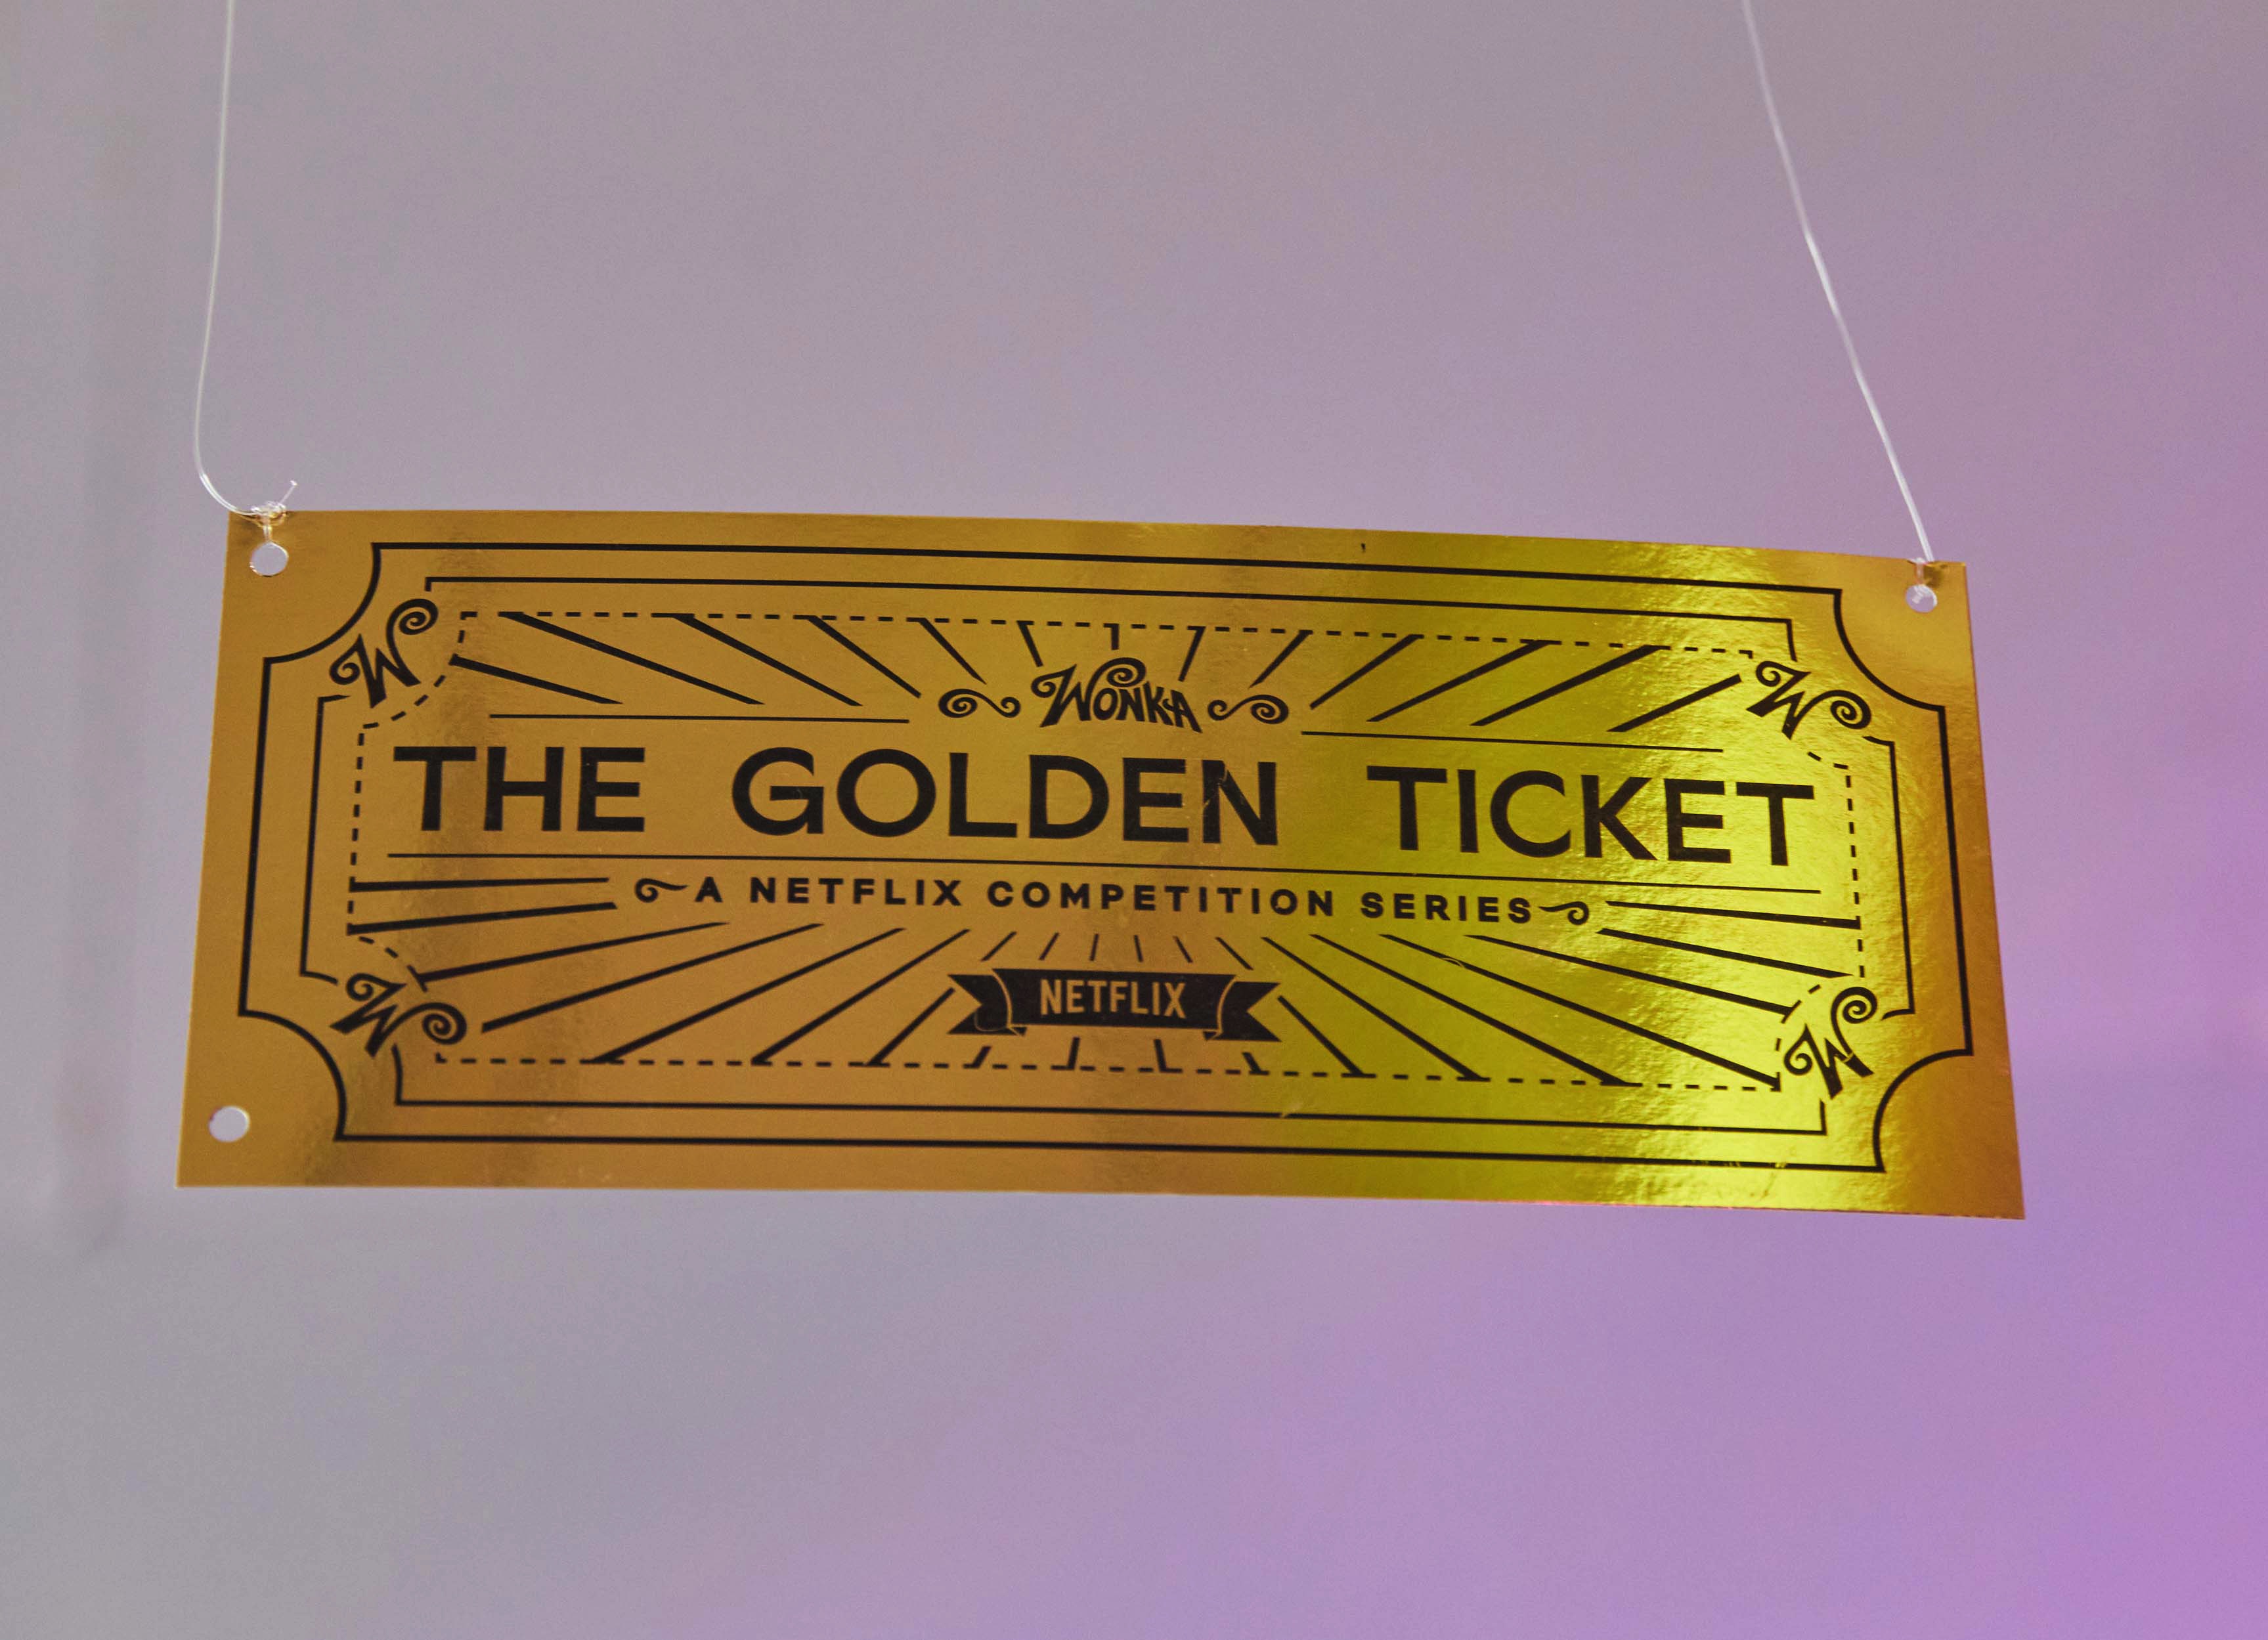 W
W
WONKA
THE GOLDEN TICKET
A NETFLIX COMPETITION SERIES
NETFLIX
W
W